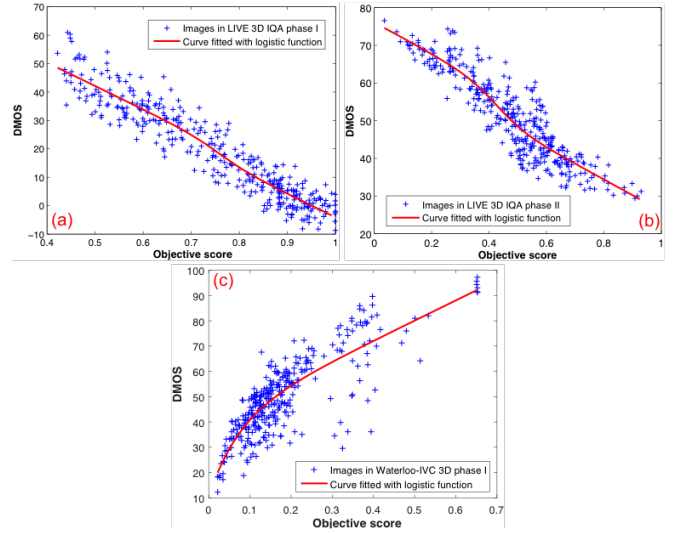 70
60
50
40
30
20
10
0
−10
DMOS
Images in LIVE 3D IQA phase I
Curve fitted with logistic function
(a)
0.4 0.5 0.6 0.7 0.8 0.9 1
Objective score
80
70
60
50
40
30
20
DMOS
Images in LIVE 3D IQA phase II
Curve fitted with logistic function
(b)
0 0.2 0.4 0.6 0.8 1
Objective score
(c)
100
90
80
70
60
50
40
30
20
10
DMOS
Images in Waterloo-IVC 3D phase I
Curve fitted with logistic function
0 0.1 0.2 0.3 0.4 0.5 0.6 0.7
Objective score